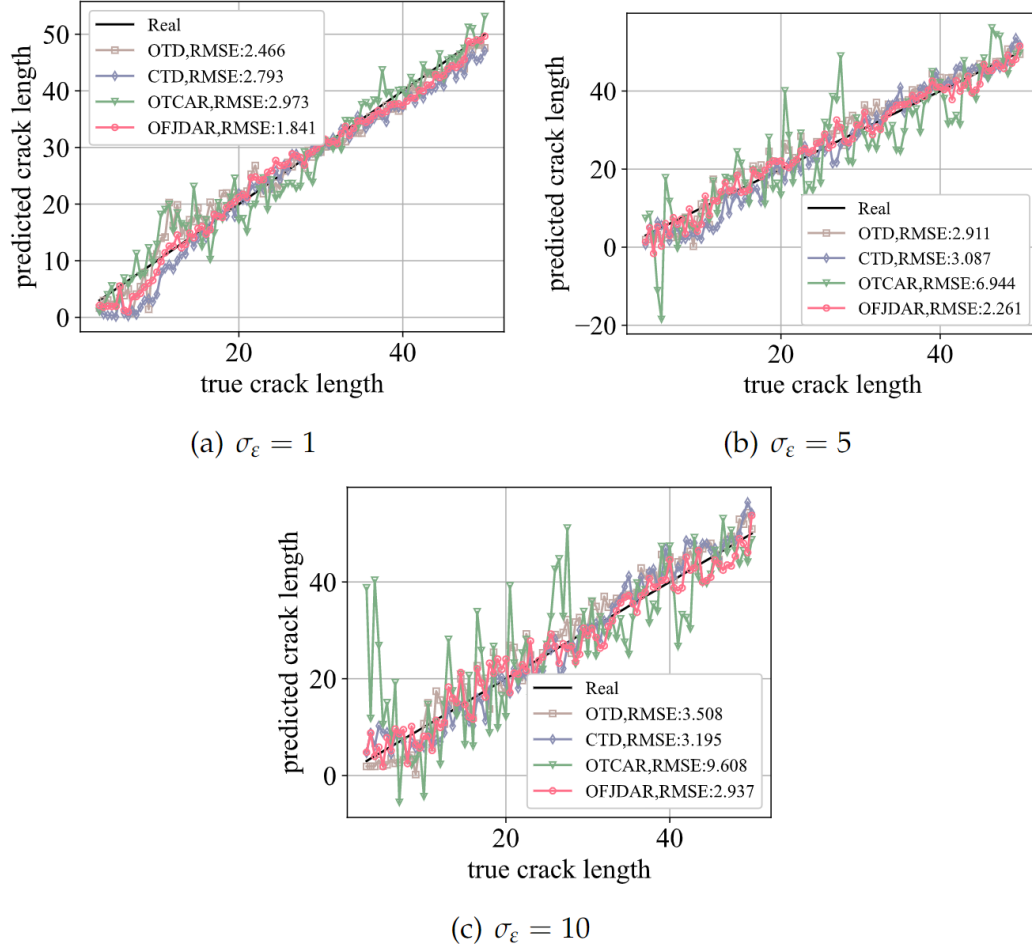 predicted crack length
50
40
30
20
10
0
Real
OTD,RMSE:2.466
CTD,RMSE:2.793
OTCAR,RMSE:2.973
OFJDAR,RMSE:1.841
20
40
true crack length
(a) σε = 1
predicted crack length
40
20
0
−20
Real
OTD,RMSE:2.911
CTD,RMSE:3.087
OTCAR,RMSE:6.944
OFJDAR,RMSE:2.261
20
40
true crack length
(b) σε = 5
predicted crack length
40
20
0
Real
OTD,RMSE:3.508
CTD,RMSE:3.195
OTCAR,RMSE:9.608
OFJDAR,RMSE:2.937
20
40
true crack length
(c) σε = 10